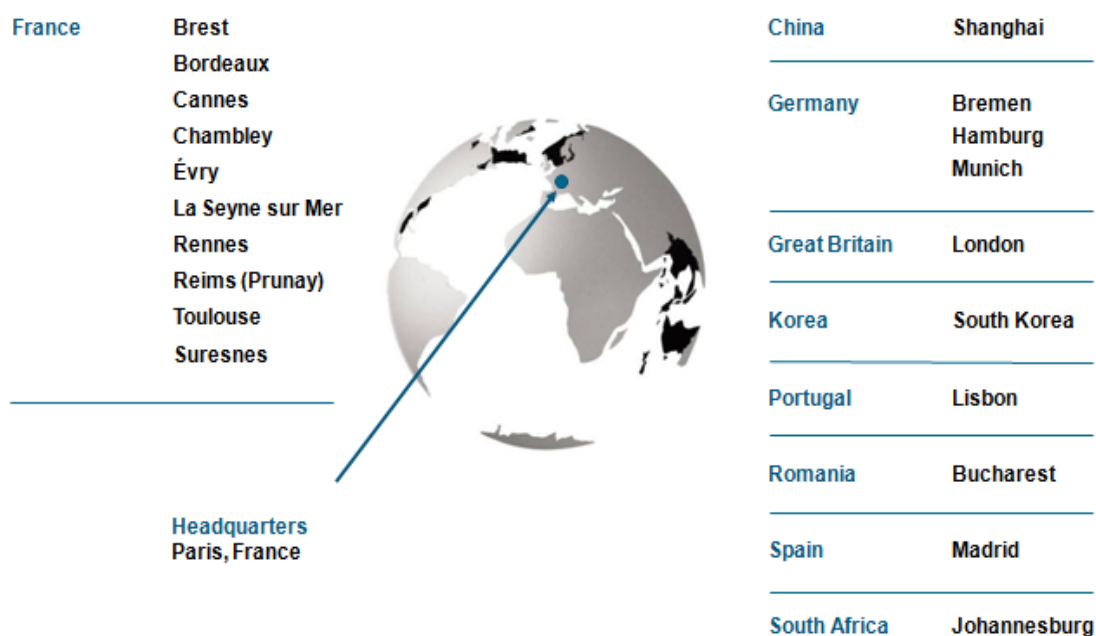 France Brest
Bordeaux
Cannes
Chambley
Évry
La Seyne sur Mer
Rennes
Reims (Prunay)
Toulouse
Suresnes
Headquarters
Paris, France
China Shanghai
Germany Bremen
Hamburg
Munich
Great Britain London
Korea South Korea
Portugal Lisbon
Romania Bucharest
Spain Madrid
South Africa Johannesburg